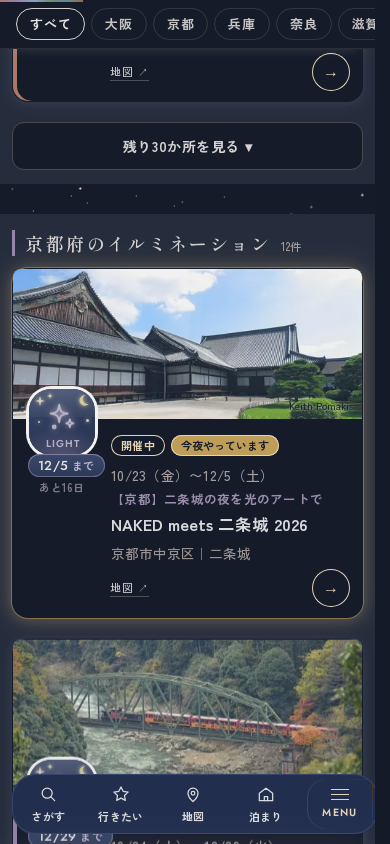 すべて
大阪
京都
兵庫
奈良
滋賀
地図 ↗
→
残り30か所を見る ▾
京都府のイルミネーション 12件
Keith Pomakis
LIGHT
12/5 まで
あと16日
開催中
今夜やっています
10/23（金）〜12/5（土）
【京都】二条城の夜を光のアートで
NAKED meets 二条城 2026
京都市中京区｜二条城
地図 ↗
→
12/29 まで
さがす
行きたい
地図
泊まり
MENU